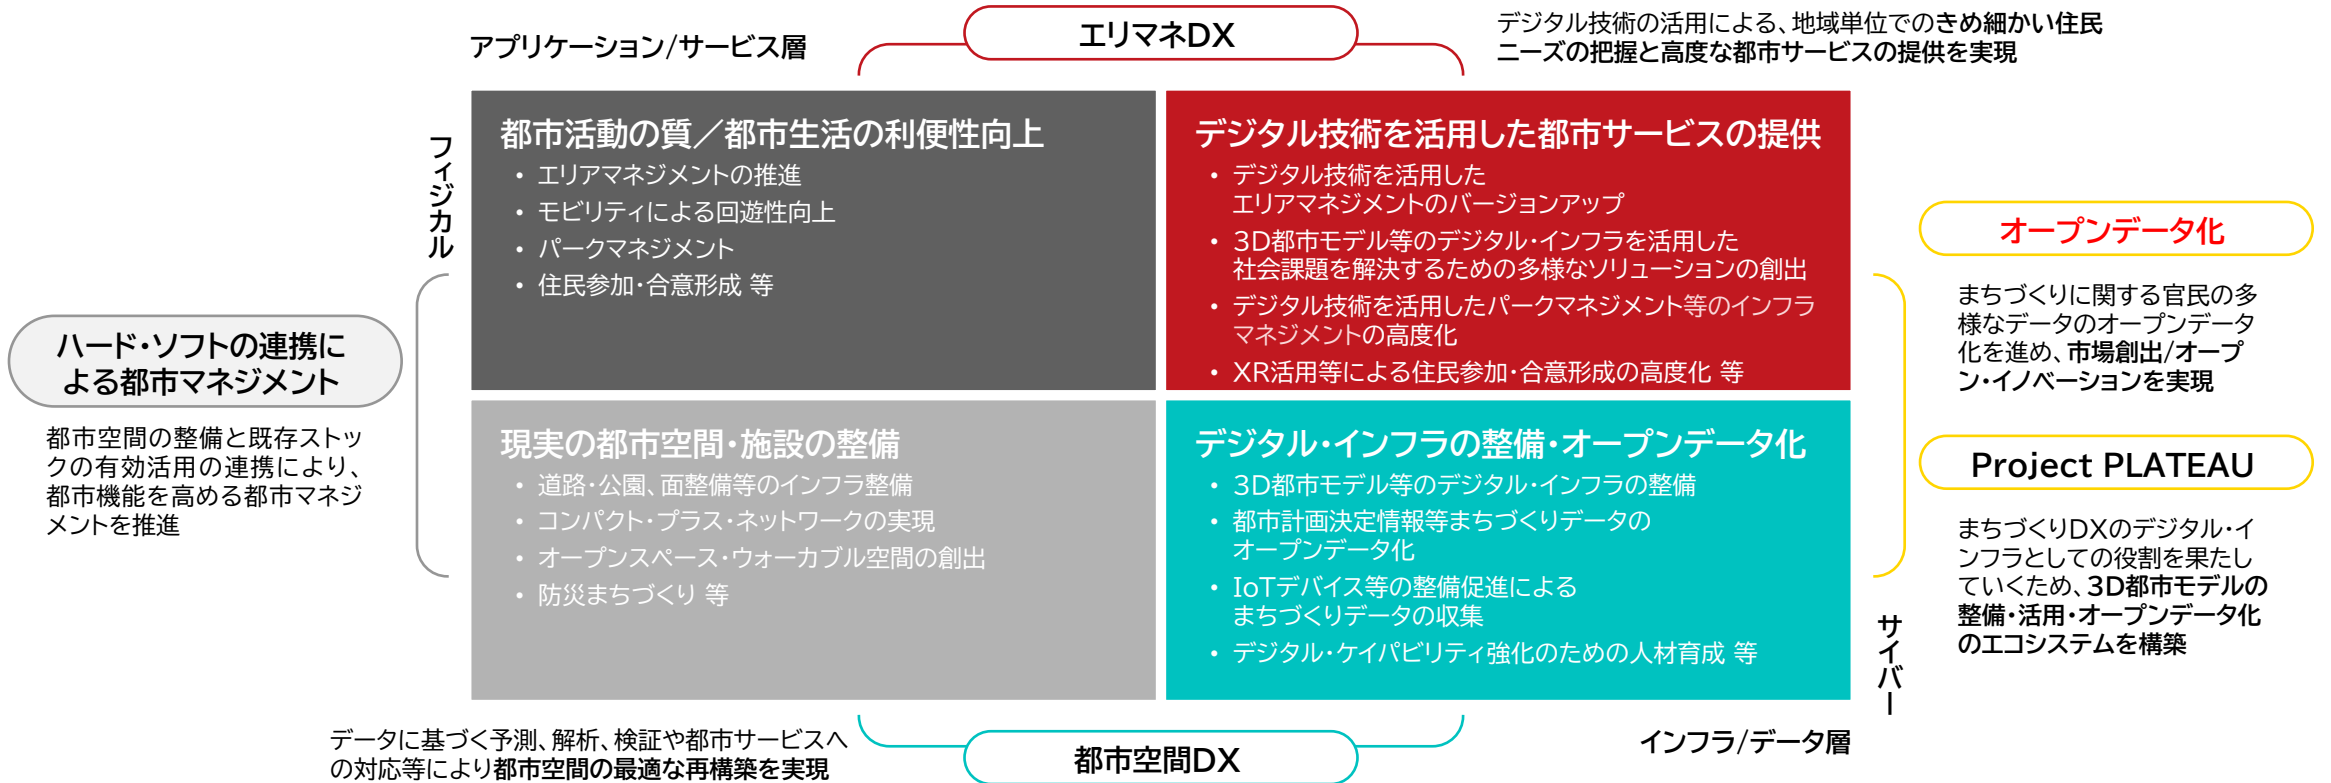 アプリケーション/サービス層
エリマネDX
デジタル技術の活用による、地域単位でのきめ細かい住民
ニーズの把握と高度な都市サービスの提供を実現
フィジカル
都市活動の質／都市生活の利便性向上
• エリアマネジメントの推進
• モビリティによる回遊性向上
• パークマネジメント
• 住民参加・合意形成 等
デジタル技術を活用した都市サービスの提供
• デジタル技術を活用した
エリアマネジメントのバージョンアップ
• 3D都市モデル等のデジタル・インフラを活用した
社会課題を解決するための多様なソリューションの創出
• デジタル技術を活用したパークマネジメント等のインフラ
マネジメントの高度化
• XR活用等による住民参加・合意形成の高度化 等
ハード・ソフトの連携に
よる都市マネジメント
都市空間の整備と既存ストッ
クの有効活用の連携により、
都市機能を高める都市マネジ
メントを推進
現実の都市空間・施設の整備
• 道路・公園、面整備等のインフラ整備
• コンパクト・プラス・ネットワークの実現
• オープンスペース・ウォーカブル空間の創出
• 防災まちづくり 等
デジタル・インフラの整備・オープンデータ化
• 3D都市モデル等のデジタル・インフラの整備
• 都市計画決定情報等まちづくりデータの
オープンデータ化
• IoTデバイス等の整備促進による
まちづくりデータの収集
• デジタル・ケイパビリティ強化のための人材育成 等
オープンデータ化
まちづくりに関する官民の多
様なデータのオープンデータ
化を進め、市場創出/オープ
ン・イノベーションを実現
Project PLATEAU
まちづくりDXのデジタル・イ
ンフラとしての役割を果たし
ていくため、3D都市モデルの
整備・活用・オープンデータ化
のエコシステムを構築
サイバー
データに基づく予測、解析、検証や都市サービスへ
の対応等により都市空間の最適な再構築を実現
都市空間DX
インフラ/データ層